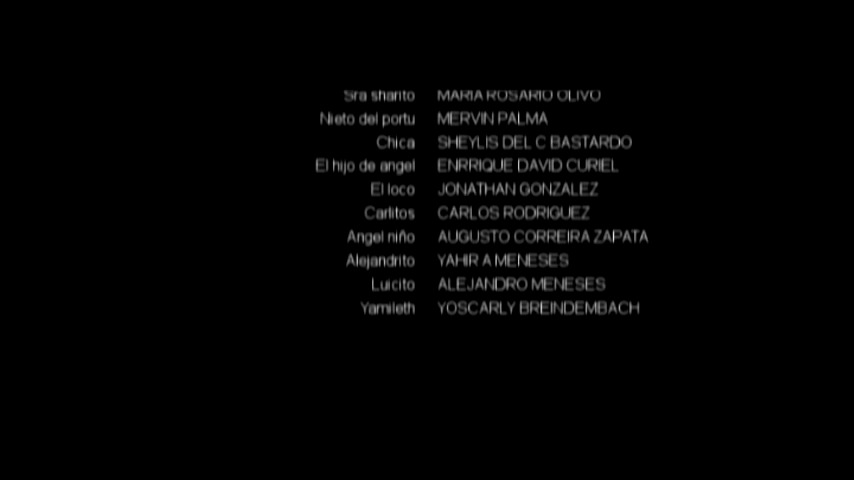 Sra sharito MARIA ROSARIO OLIVO
Nieto del portu MERVIN PALMA
Chica SHEYLIS DEL C BASTARDO
El hijo de angel ENRRIQUE DAVID CURIEL
El loco JONATHAN GONZALEZ
Carlitos CARLOS RODRIGUEZ
Angel niño AUGUSTO CORREIRA ZAPATA
Alejandrito YAHIR A MENESES
Luicito ALEJANDRO MENESES
Yamileth YOSCARLY BREINDEMBACH